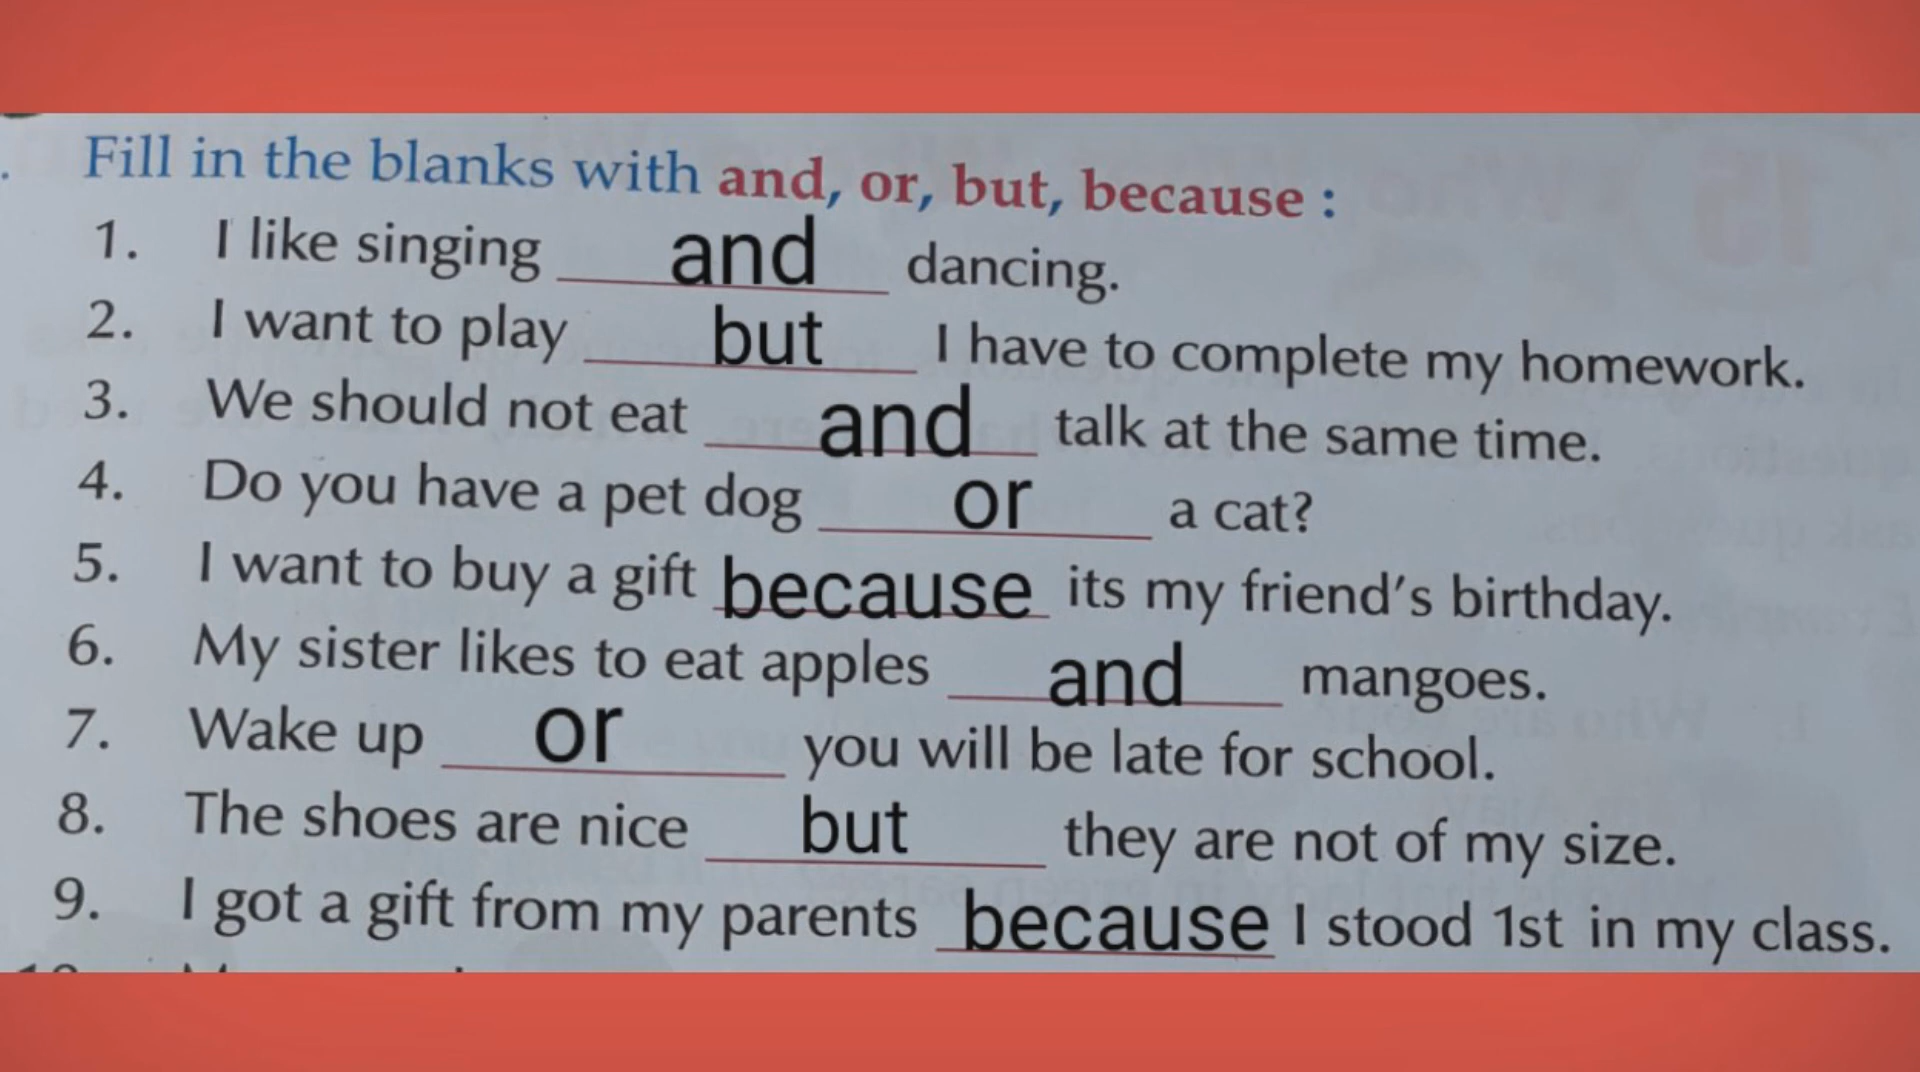 Fill in the blanks with and, or, but, because :
1. I like singing and dancing.
2. I want to play but I have to complete my homework.
3. We should not eat and talk at the same time.
4. Do you have a pet dog or a cat?
5. I want to buy a gift because its my friend's birthday.
6. My sister likes to eat apples and mangoes.
7. Wake up or you will be late for school.
8. The shoes are nice but they are not of my size.
9. I got a gift from my parents because I stood 1st in my class.